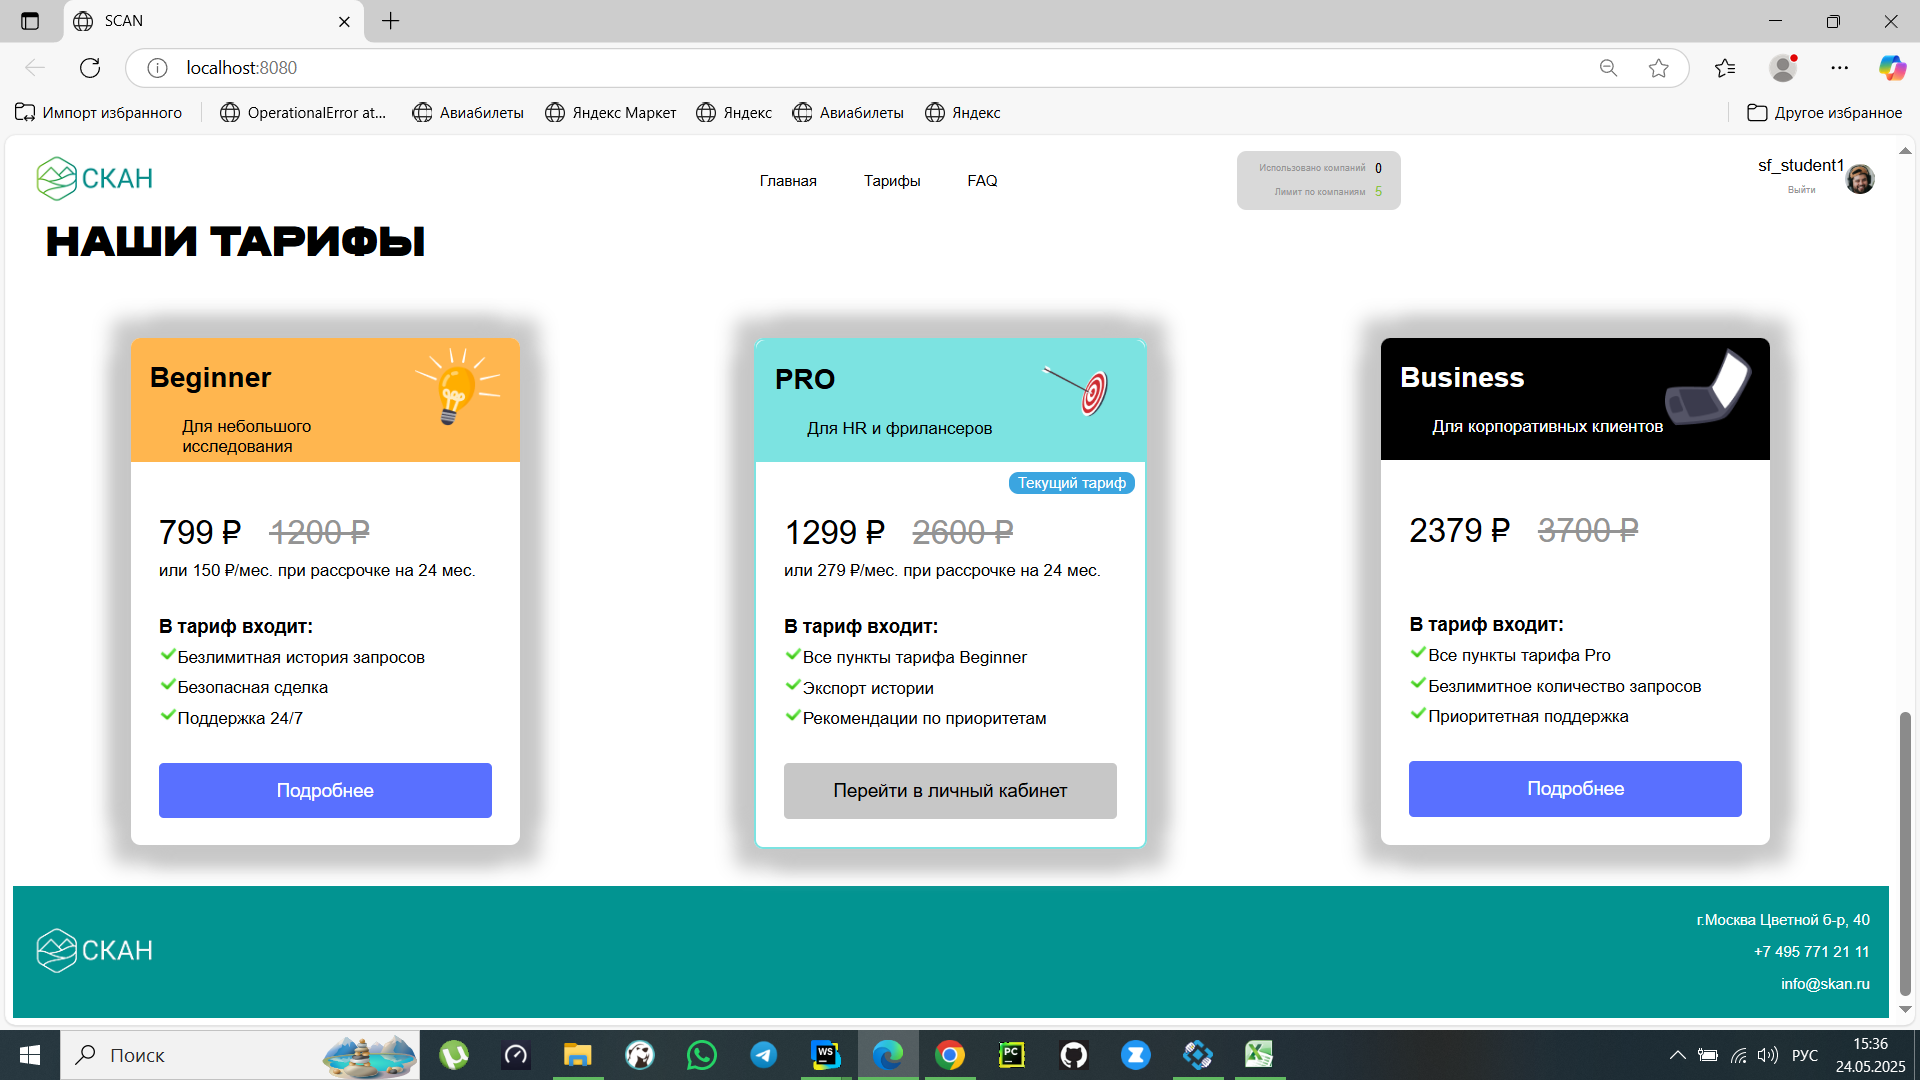 SCAN
localhost:8080
Импорт избранного
OperationalError at...
Авиабилеты
Яндекс Маркет
Яндекс
Авиабилеты
Яндекс
Другое избранное
СКАН
Главная
Тарифы
FAQ
Использовано компаний 0
Лимит по компаниям 5
sf_student1
Выйти
НАШИ ТАРИФЫ
Beginner
Для небольшого
исследования
799 ₽ 1200 ₽
или 150 ₽/мес. при рассрочке на 24 мес.
В тариф входит:
Безлимитная история запросов
Безопасная сделка
Поддержка 24/7
Подробнее
PRO
Для HR и фрилансеров
Текущий тариф
1299 ₽ 2600 ₽
или 279 ₽/мес. при рассрочке на 24 мес.
В тариф входит:
Все пункты тарифа Beginner
Экспорт истории
Рекомендации по приоритетам
Перейти в личный кабинет
Business
Для корпоративных клиентов
2379 ₽ 3700 ₽
В тариф входит:
Все пункты тарифа Pro
Безлимитное количество запросов
Приоритетная поддержка
Подробнее
СКАН
г.Москва Цветной б-р, 40
+7 495 771 21 11
info@skan.ru
Поиск
WS
PC
РУС
15:36
24.05.2025